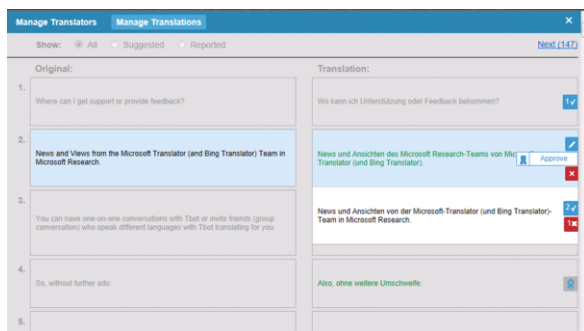 Manage Translators Manage Translations ×
Show: All Suggested Reported Next (147)
Original: Translation:
1.
Where can I get support or provide feedback?
Wo kann ich Unterstützung oder Feedback bekommen?
1
2.
News and Views from the Microsoft Translator (and Bing Translator) Team in
Microsoft Research.
News und Ansichten des Microsoft Research-Teams von
Translator (und Bing Translator).
Approve
3.
You can have one-on-one conversations with Tbot or invite friends (group
conversation) who speak different languages with Tbot translating for you.
News und Ansichten von der Microsoft-Translator (und Bing Translator)-
Team in Microsoft Research.
2
1
4.
So, without further ado:
Also, ohne weitere Umschweife:
5.